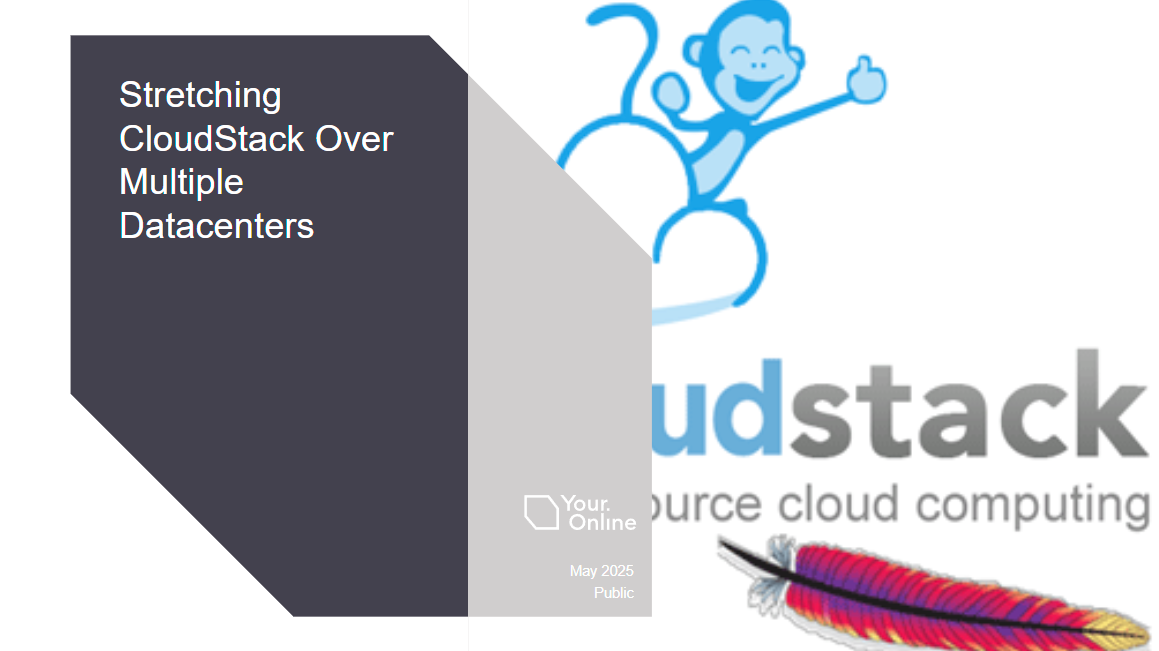 Stretching
CloudStack Over
Multiple
Datacenters
udstack
ource cloud computing
Your.
Online
May 2025
Public